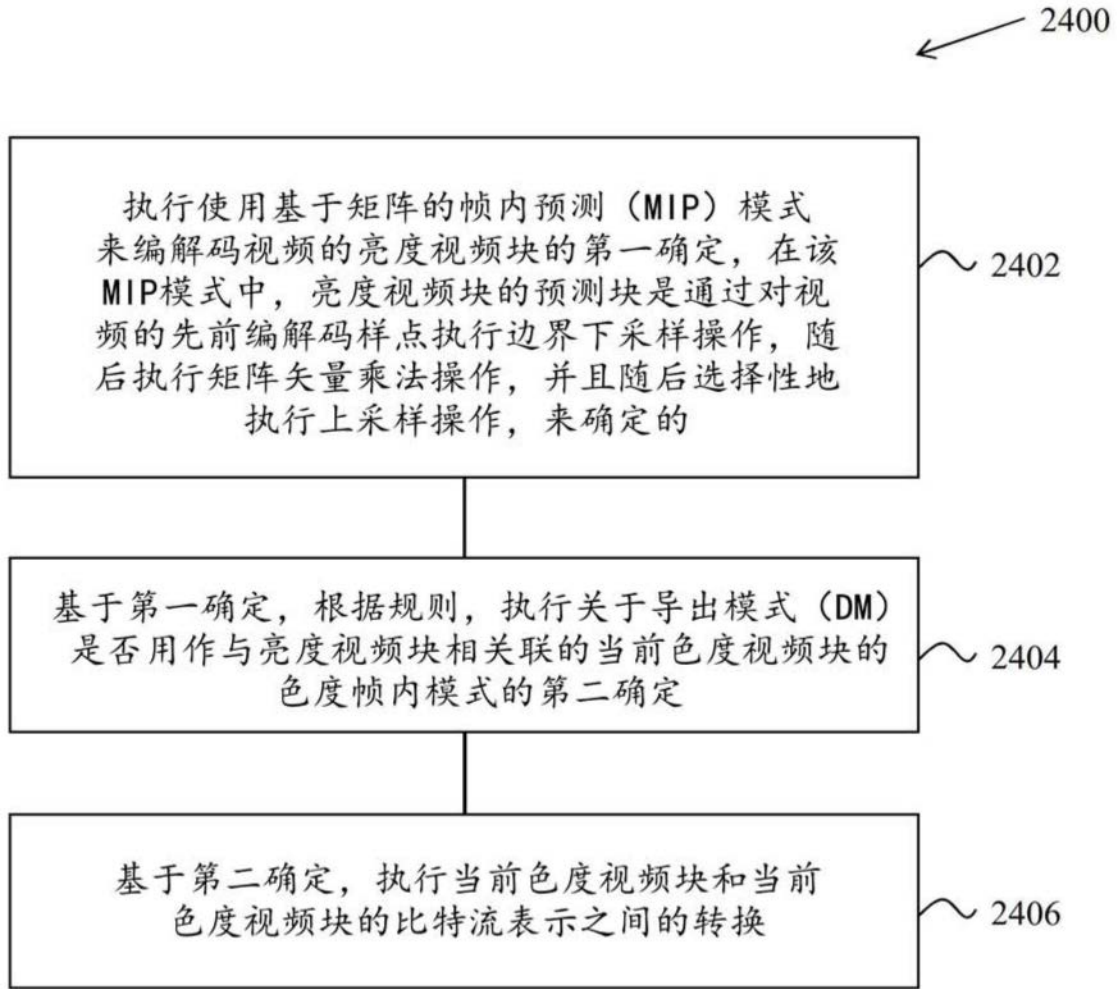 2400
执行使用基于矩阵的帧内预测（MIP）模式
来编解码视频的亮度视频块的第一确定，在该
MIP模式中，亮度视频块的预测块是通过对视
频的先前编解码样点执行边界下采样操作，随
后执行矩阵矢量乘法操作，并且随后选择性地
执行上采样操作，来确定的
2402
基于第一确定，根据规则，执行关于导出模式（DM）
是否用作与亮度视频块相关联的当前色度视频块的
色度帧内模式的第二确定
2404
基于第二确定，执行当前色度视频块和当前
色度视频块的比特流表示之间的转换
2406